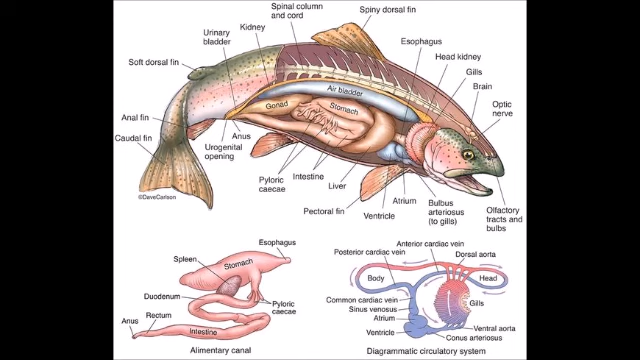 Spinal column
and cord
Spiny dorsal fin
Kidney
Urinary
bladder
Esophagus
Head kidney
Soft dorsal fin
Gills
Brain
Optic
nerve
Air bladder
Gonad
Stomach
Anal fin
Caudal fin
Anus
Urogenital
opening
©DaveCarlson
Pyloric
caecae
Intestine
Liver
Pectoral fin
Ventricle
Atrium
Bulbus
arteriosus
(to gills)
Olfactory
tracts and
bulbs
Esophagus
Spleen
Stomach
Duodenum
Pyloric
caecae
Rectum
Anus
Intestine
Alimentary canal
Anterior cardiac vein
Posterior cardiac vein
Dorsal aorta
Body
Head
Common cardiac vein
Sinus venosus
Atrium
Ventricle
Gills
Ventral aorta
Conus arteriosus
Diagrammatic circulatory system